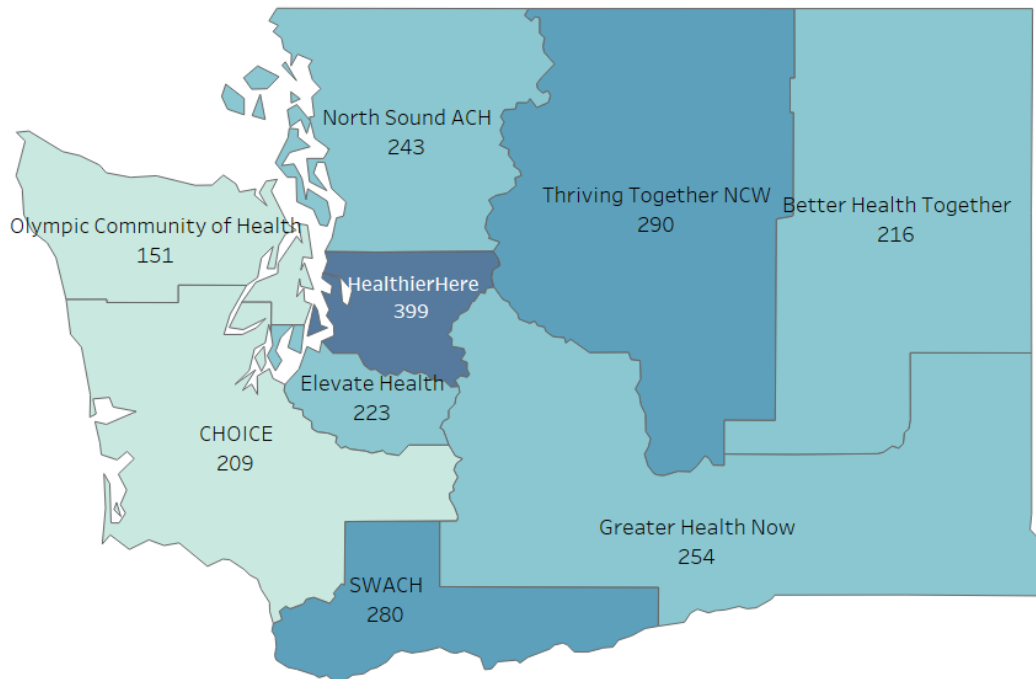 North Sound ACH
243
Thriving Together NCW
290
Better Health Together
216
Olympic Community of Health
151
HealthierHere
399
Elevate Health
223
CHOICE
209
Greater Health Now
254
SWACH
280